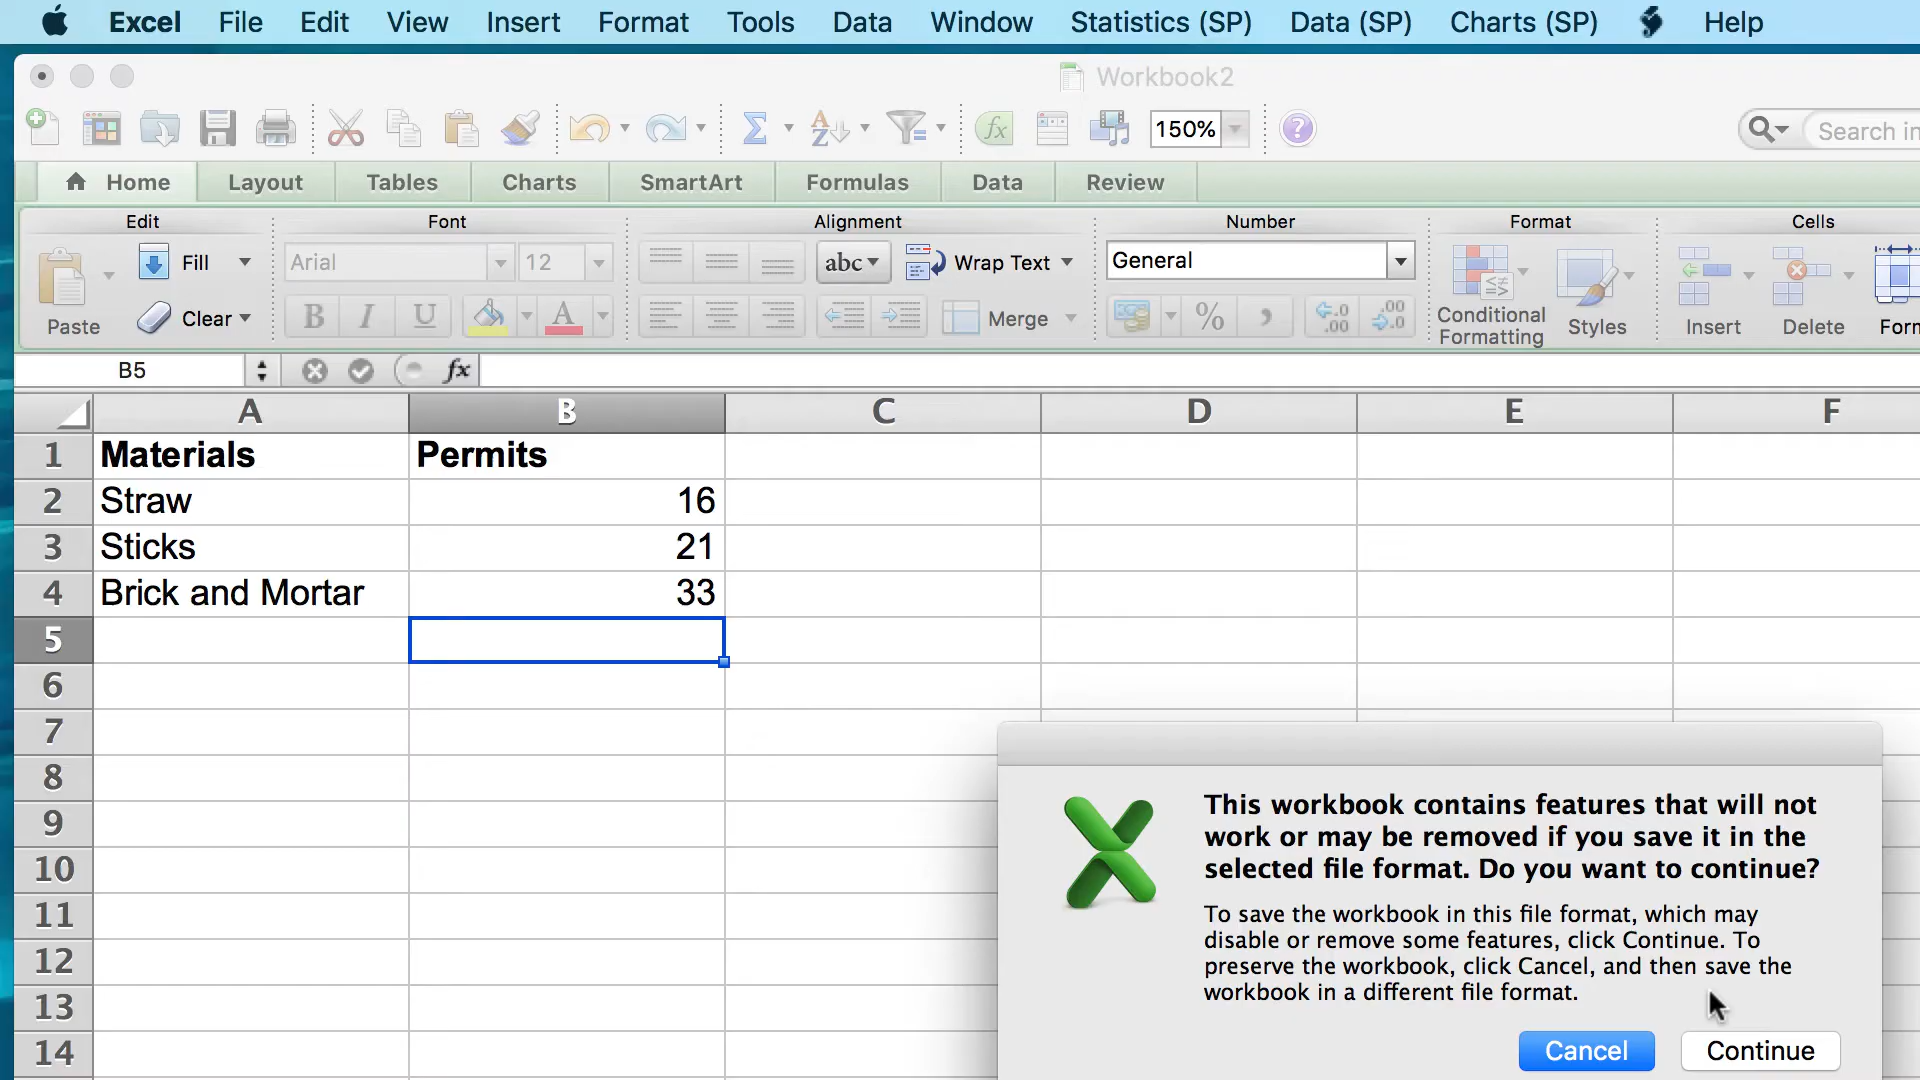 Excel File Edit View Insert Format Tools Data Window Statistics (SP) Data (SP) Charts (SP) Help
Workbook2
150% ? Search in
Home Layout Tables Charts SmartArt Formulas Data Review
Edit Font Alignment Number Format Cells
Fill Arial 12 abc Wrap Text General
Paste Clear B I U A Merge % , .0 .00 .00 .0 Conditional Formatting Styles Insert Delete Form
B5 fx
A B C D E F
1 Materials Permits
2 Straw 16
3 Sticks 21
4 Brick and Mortar 33
5
6
7
8
9
10
11
12
13
14
This workbook contains features that will not
work or may be removed if you save it in the
selected file format. Do you want to continue?
To save the workbook in this file format, which may
disable or remove some features, click Continue. To
preserve the workbook, click Cancel, and then save the
workbook in a different file format.
Cancel Continue